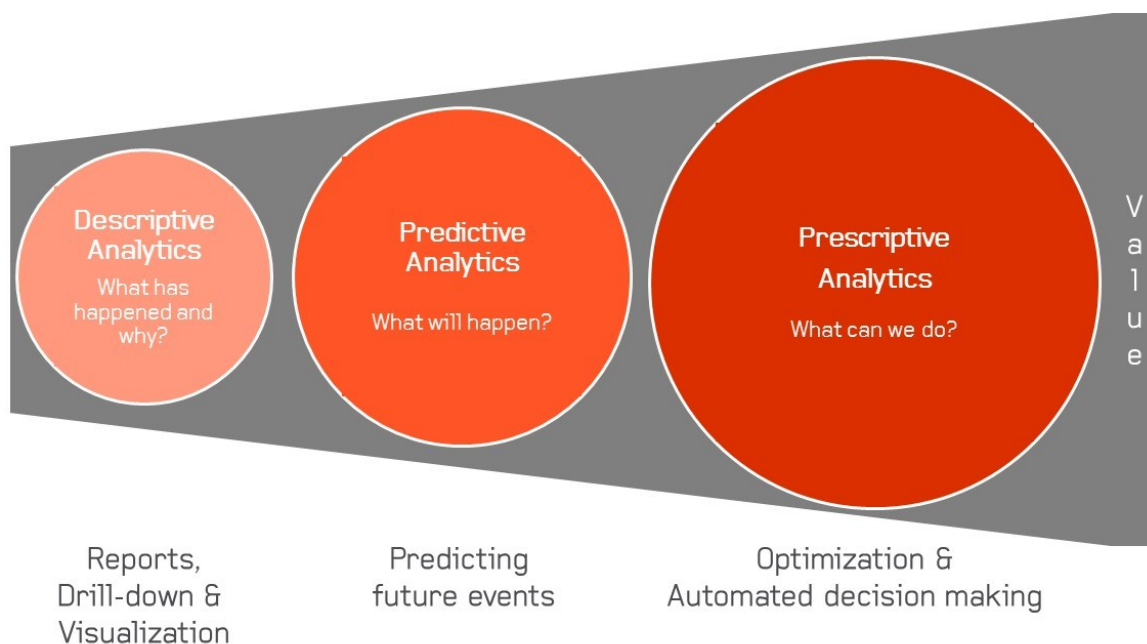 Descriptive
Analytics
What has
happened and
why?
Predictive
Analytics
What will happen?
Prescriptive
Analytics
What can we do?
Value
Reports,
Drill-down &
Visualization
Predicting
future events
Optimization &
Automated decision making